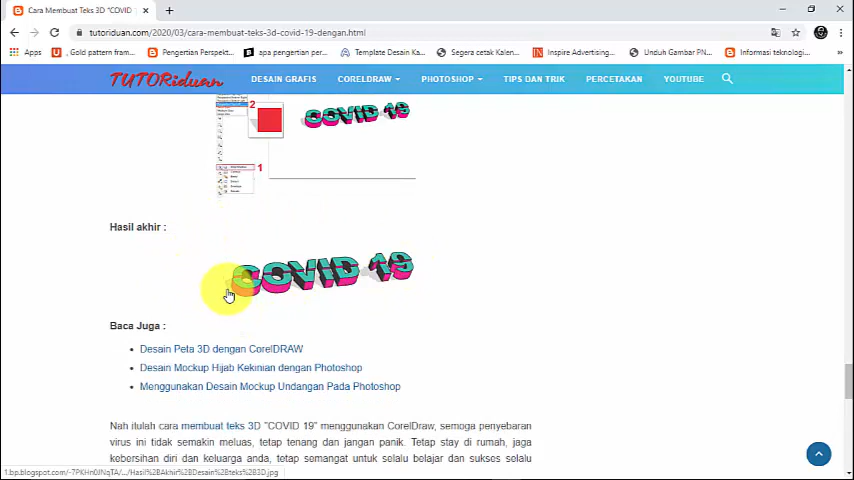 Cara Membuat Teks 3D "COVID
tutoriduan.com/2020/03/cara-membuat-teks-3d-covid-19-dengan.html
Apps
, Gold pattern fram...
Pengertian Perspekt...
apa pengertian per...
Template Desain Ka...
Segera cetak Kalen...
Inspire Advertising...
Unduh Gambar PNG...
Informasi teknologi...
TUTORiduan
DESAIN GRAFIS
CORELDRAW
PHOTOSHOP
TIPS DAN TRIK
PERCETAKAN
YOUTUBE
2
COVID 19
1
Hasil akhir :
COVID 19
Baca Juga :
Desain Peta 3D dengan CorelDRAW
Desain Mockup Hijab Kekinian dengan Photoshop
Menggunakan Desain Mockup Undangan Pada Photoshop
Nah itulah cara membuat teks 3D "COVID 19" menggunakan CorelDraw, semoga penyebaran
virus ini tidak semakin meluas, tetap tenang dan jangan panik. Tetap stay di rumah, jaga
kebersihan diri dan keluarga anda, tetap semangat untuk selalu belajar dan sukses selalu